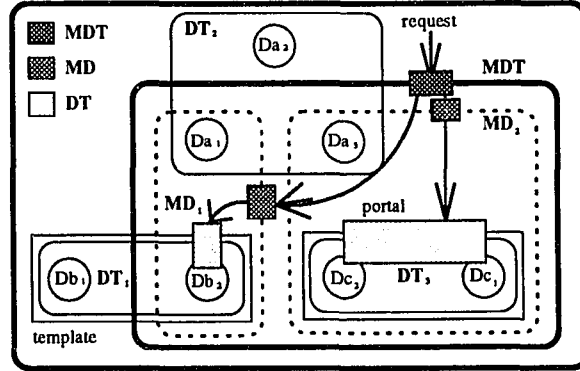 MDT
MD
DT
DT₂
Da₂
request
MDT
MD₂
Da₁
Da₃
MD₁
portal
Db₁
DT₁
Db₂
Dc₂
DT₃
Dc₁
template